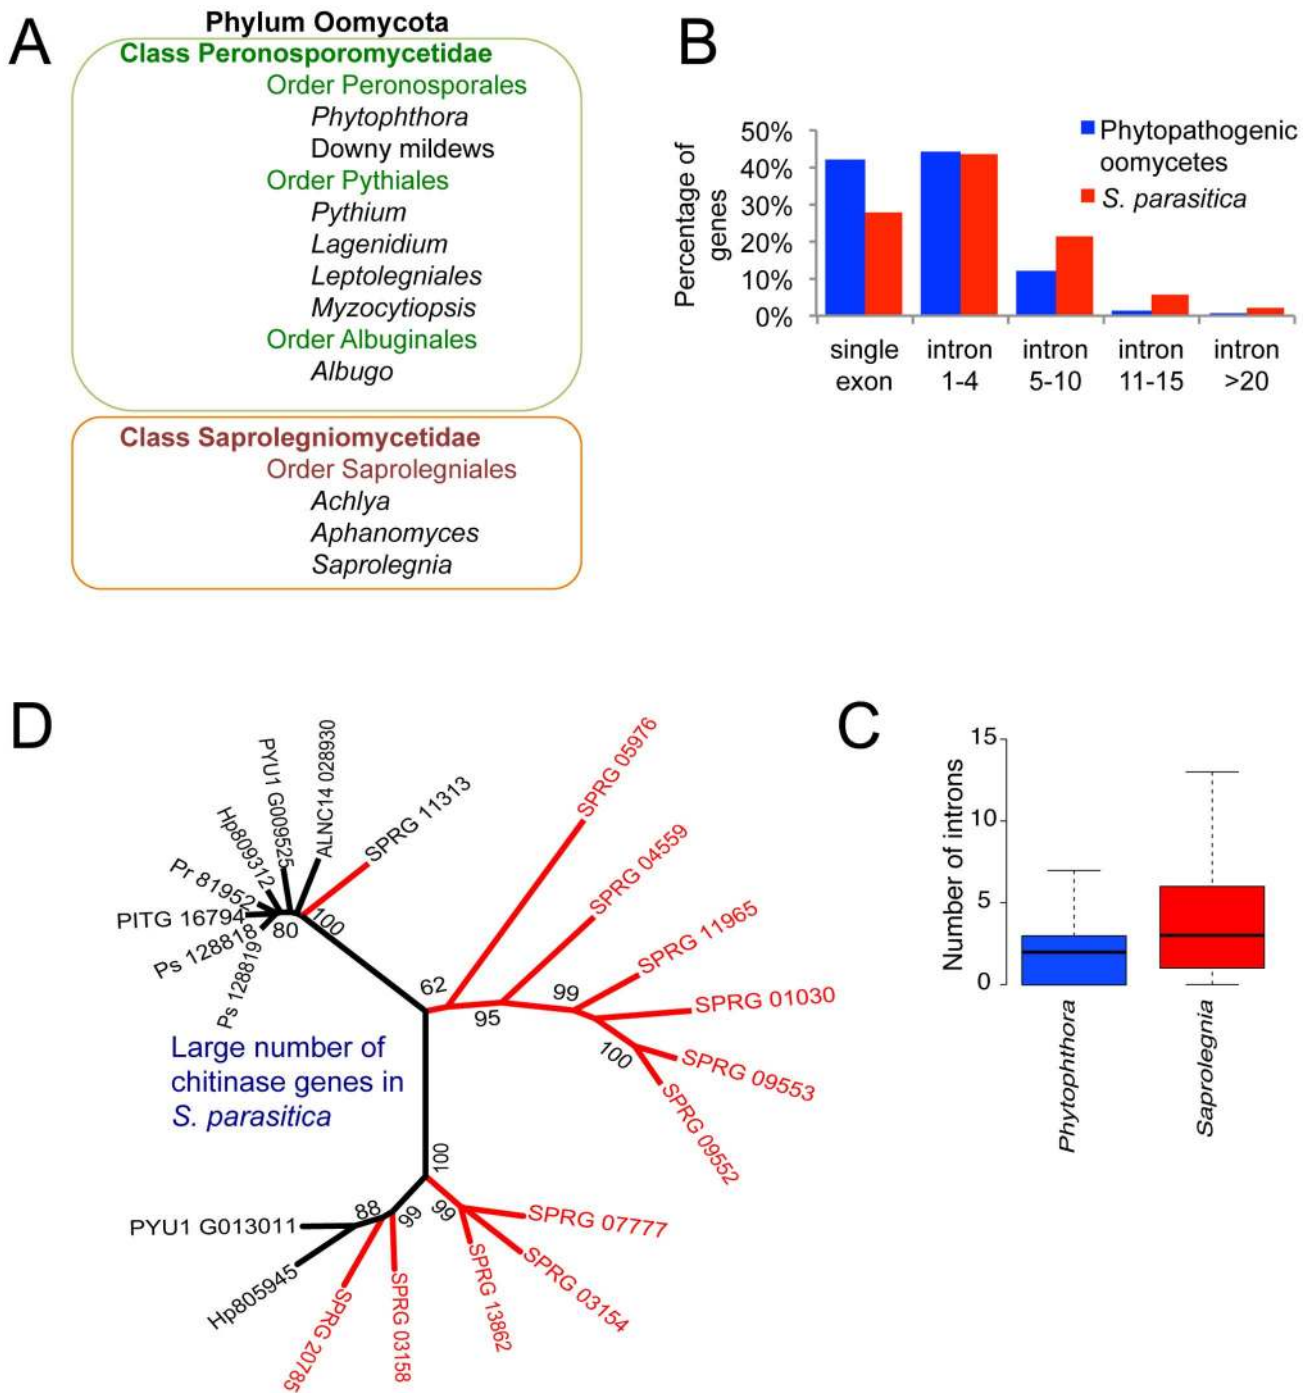 A
Phylum Oomycota
Class Peronosporomycetidae
Order Peronosporales
Phytophthora
Downy mildews
Order Pythiales
Pythium
Lagenidium
Leptolegniales
Myzocytiopsis
Order Albuginales
Albugo
Class Saprolegniomycetidae
Order Saprolegniales
Achlya
Aphanomyces
Saprolegnia
B
Percentage of
genes
50%
40%
30%
20%
10%
0%
single
exon
intron
1-4
intron
5-10
intron
11-15
intron
>20
Phytopathogenic
oomycetes
S. parasitica
D
Ps 128819
Ps 128818
PITG 16794
Pr 81952
Hp809312
PYU1 G009525
ALNC14 028930
SPRG 11313
80
100
SPRG 05976
SPRG 04559
SPRG 11965
SPRG 01030
SPRG 09553
SPRG 09552
62
95
99
100
Large number of
chitinase genes in
S. parasitica
100
88
99
99
PYU1 G013011
Hp805945
SPRG 20785
SPRG 03158
SPRG 13862
SPRG 03154
SPRG 07777
C
Number of introns
15
10
5
0
Phytophthora
Saprolegnia